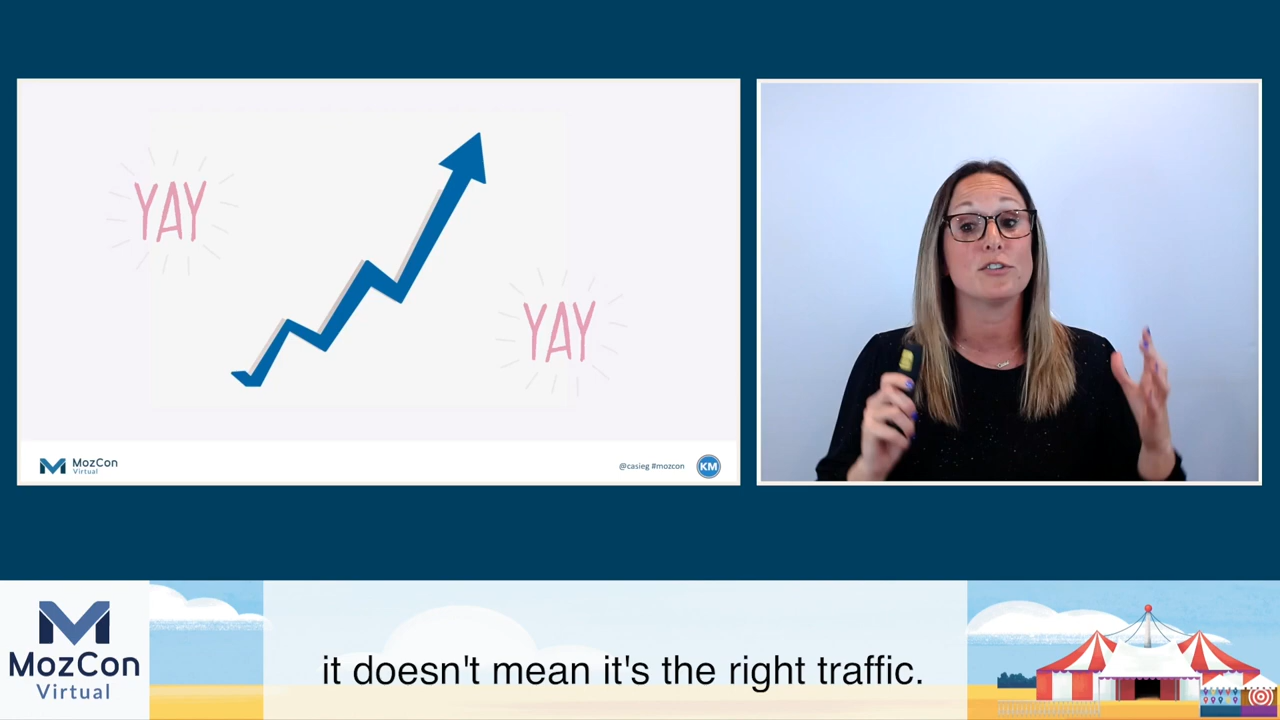 YAY
YAY
MozCon
Virtual
@casieg #mozcon
KM
MozCon
Virtual
it doesn't mean it's the right traffic.